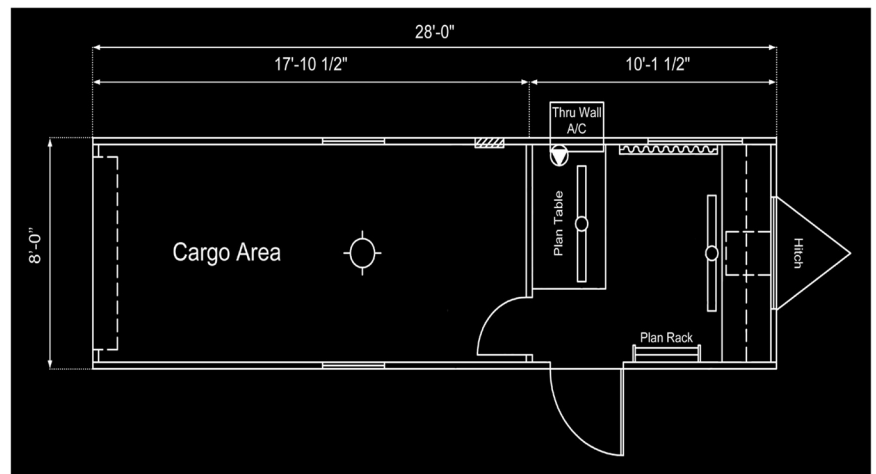 28'-0"
17'-10 1/2"
10'-1 1/2"
Thru Wall
A/C
8'-0"
Plan Table
Cargo Area
Hitch
Plan Rack